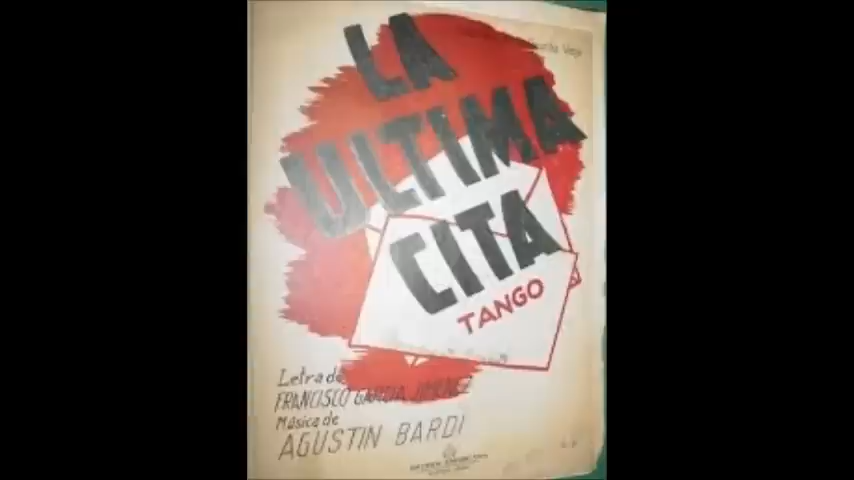 LA
ULTIMA
CITA
TANGO
Letra de
FRANCISCO GARCIA JIMENEZ
Música de
AGUSTIN BARDI